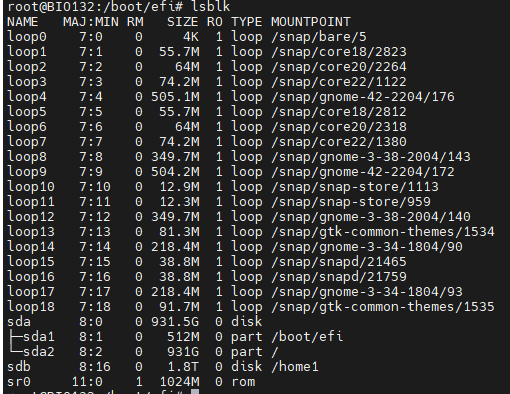 root@BIO132:/boot/efi# lsblk
NAME MAJ:MIN RM SIZE RO TYPE MOUNTPOINT
loop0 7:0 0 4K 1 loop /snap/bare/5
loop1 7:1 0 55.7M 1 loop /snap/core18/2823
loop2 7:2 0 64M 1 loop /snap/core20/2264
loop3 7:3 0 74.2M 1 loop /snap/core22/1122
loop4 7:4 0 505.1M 1 loop /snap/gnome-42-2204/176
loop5 7:5 0 55.7M 1 loop /snap/core18/2812
loop6 7:6 0 64M 1 loop /snap/core20/2318
loop7 7:7 0 74.2M 1 loop /snap/core22/1380
loop8 7:8 0 349.7M 1 loop /snap/gnome-3-38-2004/143
loop9 7:9 0 504.2M 1 loop /snap/gnome-42-2204/172
loop10 7:10 0 12.9M 1 loop /snap/snap-store/1113
loop11 7:11 0 12.3M 1 loop /snap/snap-store/959
loop12 7:12 0 349.7M 1 loop /snap/gnome-3-38-2004/140
loop13 7:13 0 81.3M 1 loop /snap/gtk-common-themes/1534
loop14 7:14 0 218.4M 1 loop /snap/gnome-3-34-1804/90
loop15 7:15 0 38.8M 1 loop /snap/snapd/21465
loop16 7:16 0 38.8M 1 loop /snap/snapd/21759
loop17 7:17 0 218.4M 1 loop /snap/gnome-3-34-1804/93
loop18 7:18 0 91.7M 1 loop /snap/gtk-common-themes/1535
sda 8:0 0 931.5G 0 disk
├─sda1 8:1 0 512M 0 part /boot/efi
└─sda2 8:2 0 931G 0 part /
sdb 8:16 0 1.8T 0 disk /home1
sr0 11:0 1 1024M 0 rom
root@BIO132:/boot/efi#